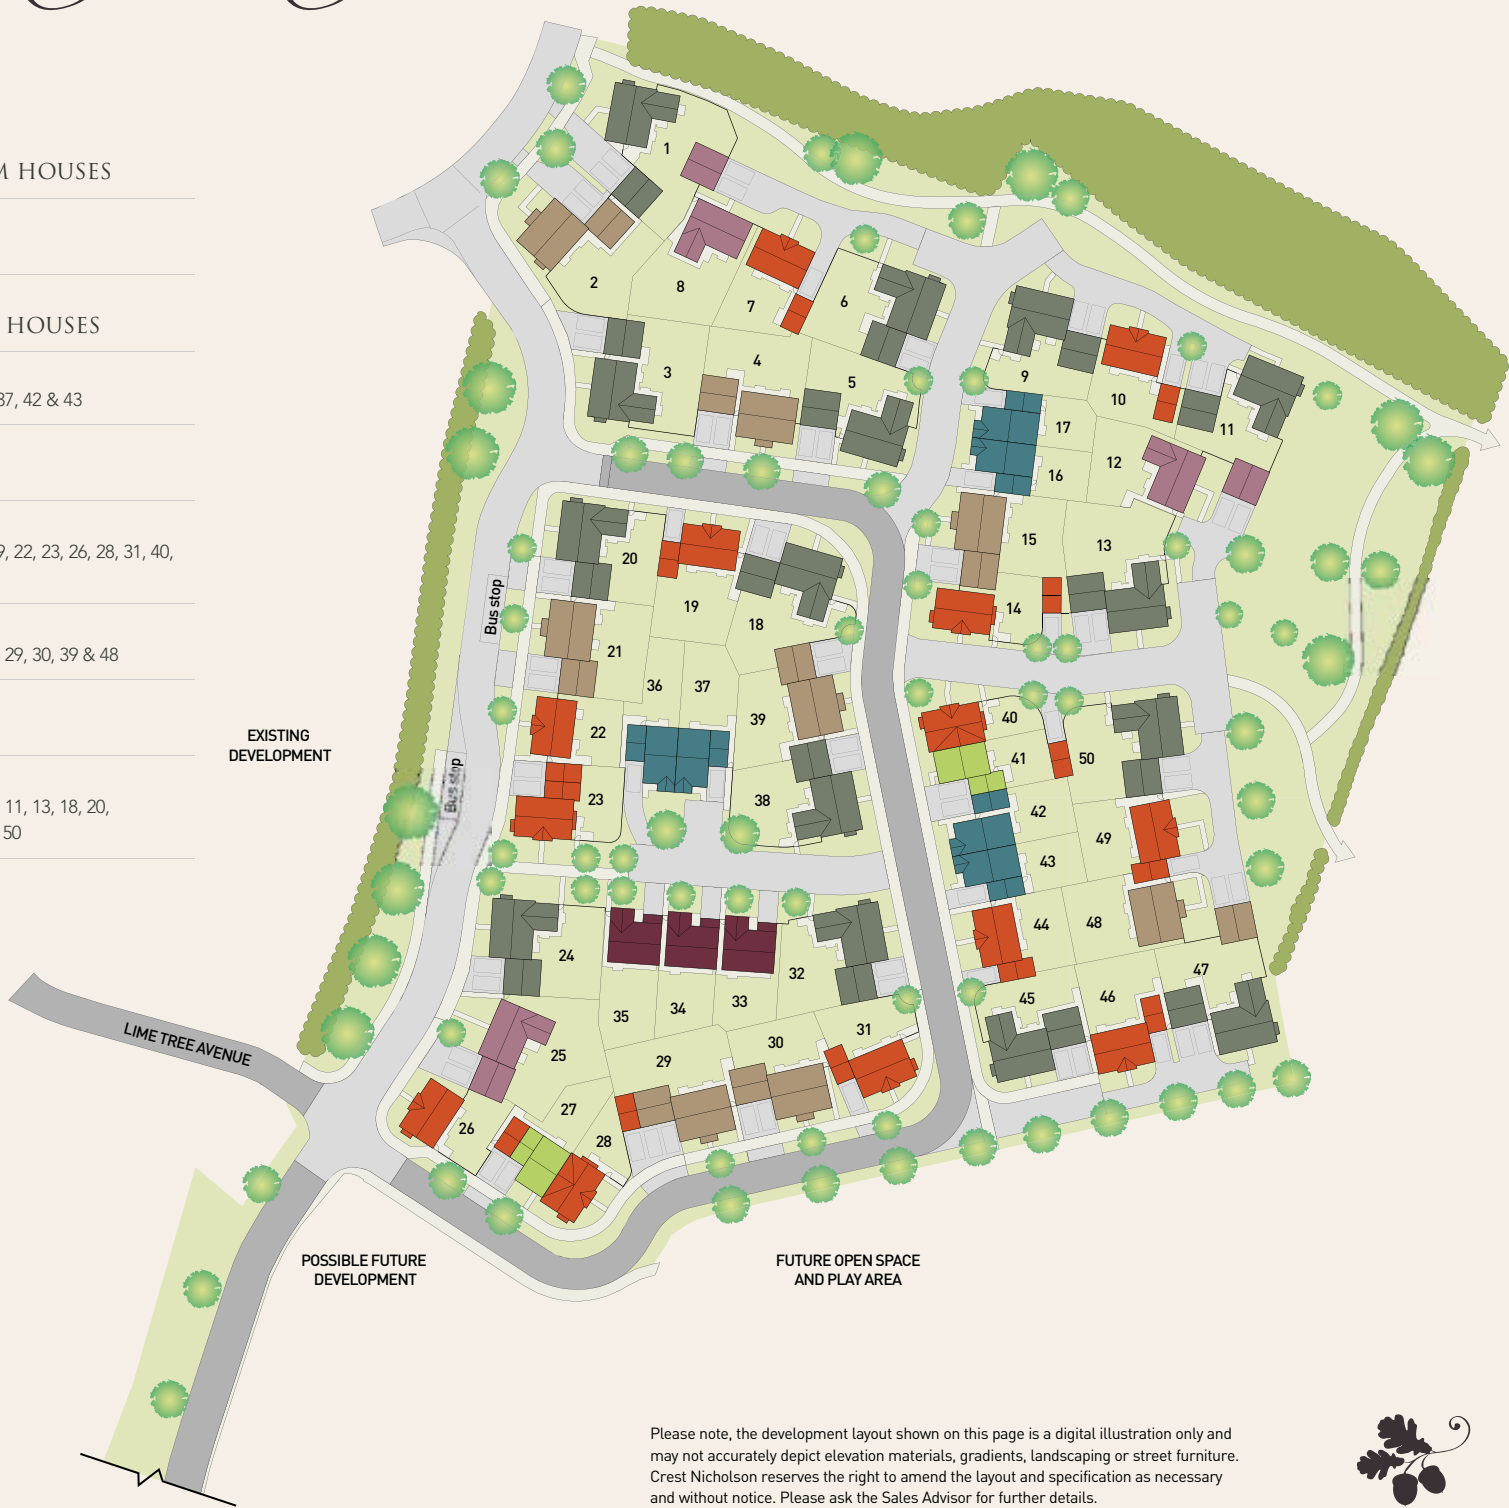 M HOUSES
HOUSES
37, 42 & 43
9, 22, 23, 26, 28, 31, 40,
29, 30, 39 & 48
11, 13, 18, 20,
50
1
2
8
7
6
3
4
5
9
10
11
17
16
12
15
13
14
20
19
18
21
36
37
22
39
23
38
40
41
50
42
43
49
44
48
47
45
46
24
32
35
34
33
25
29
30
31
27
26
28
Bus stop
Bus stop
EXISTING
DEVELOPMENT
LIME TREE AVENUE
POSSIBLE FUTURE
DEVELOPMENT
FUTURE OPEN SPACE
AND PLAY AREA
Please note, the development layout shown on this page is a digital illustration only and
may not accurately depict elevation materials, gradients, landscaping or street furniture.
Crest Nicholson reserves the right to amend the layout and specification as necessary
and without notice. Please ask the Sales Advisor for further details.